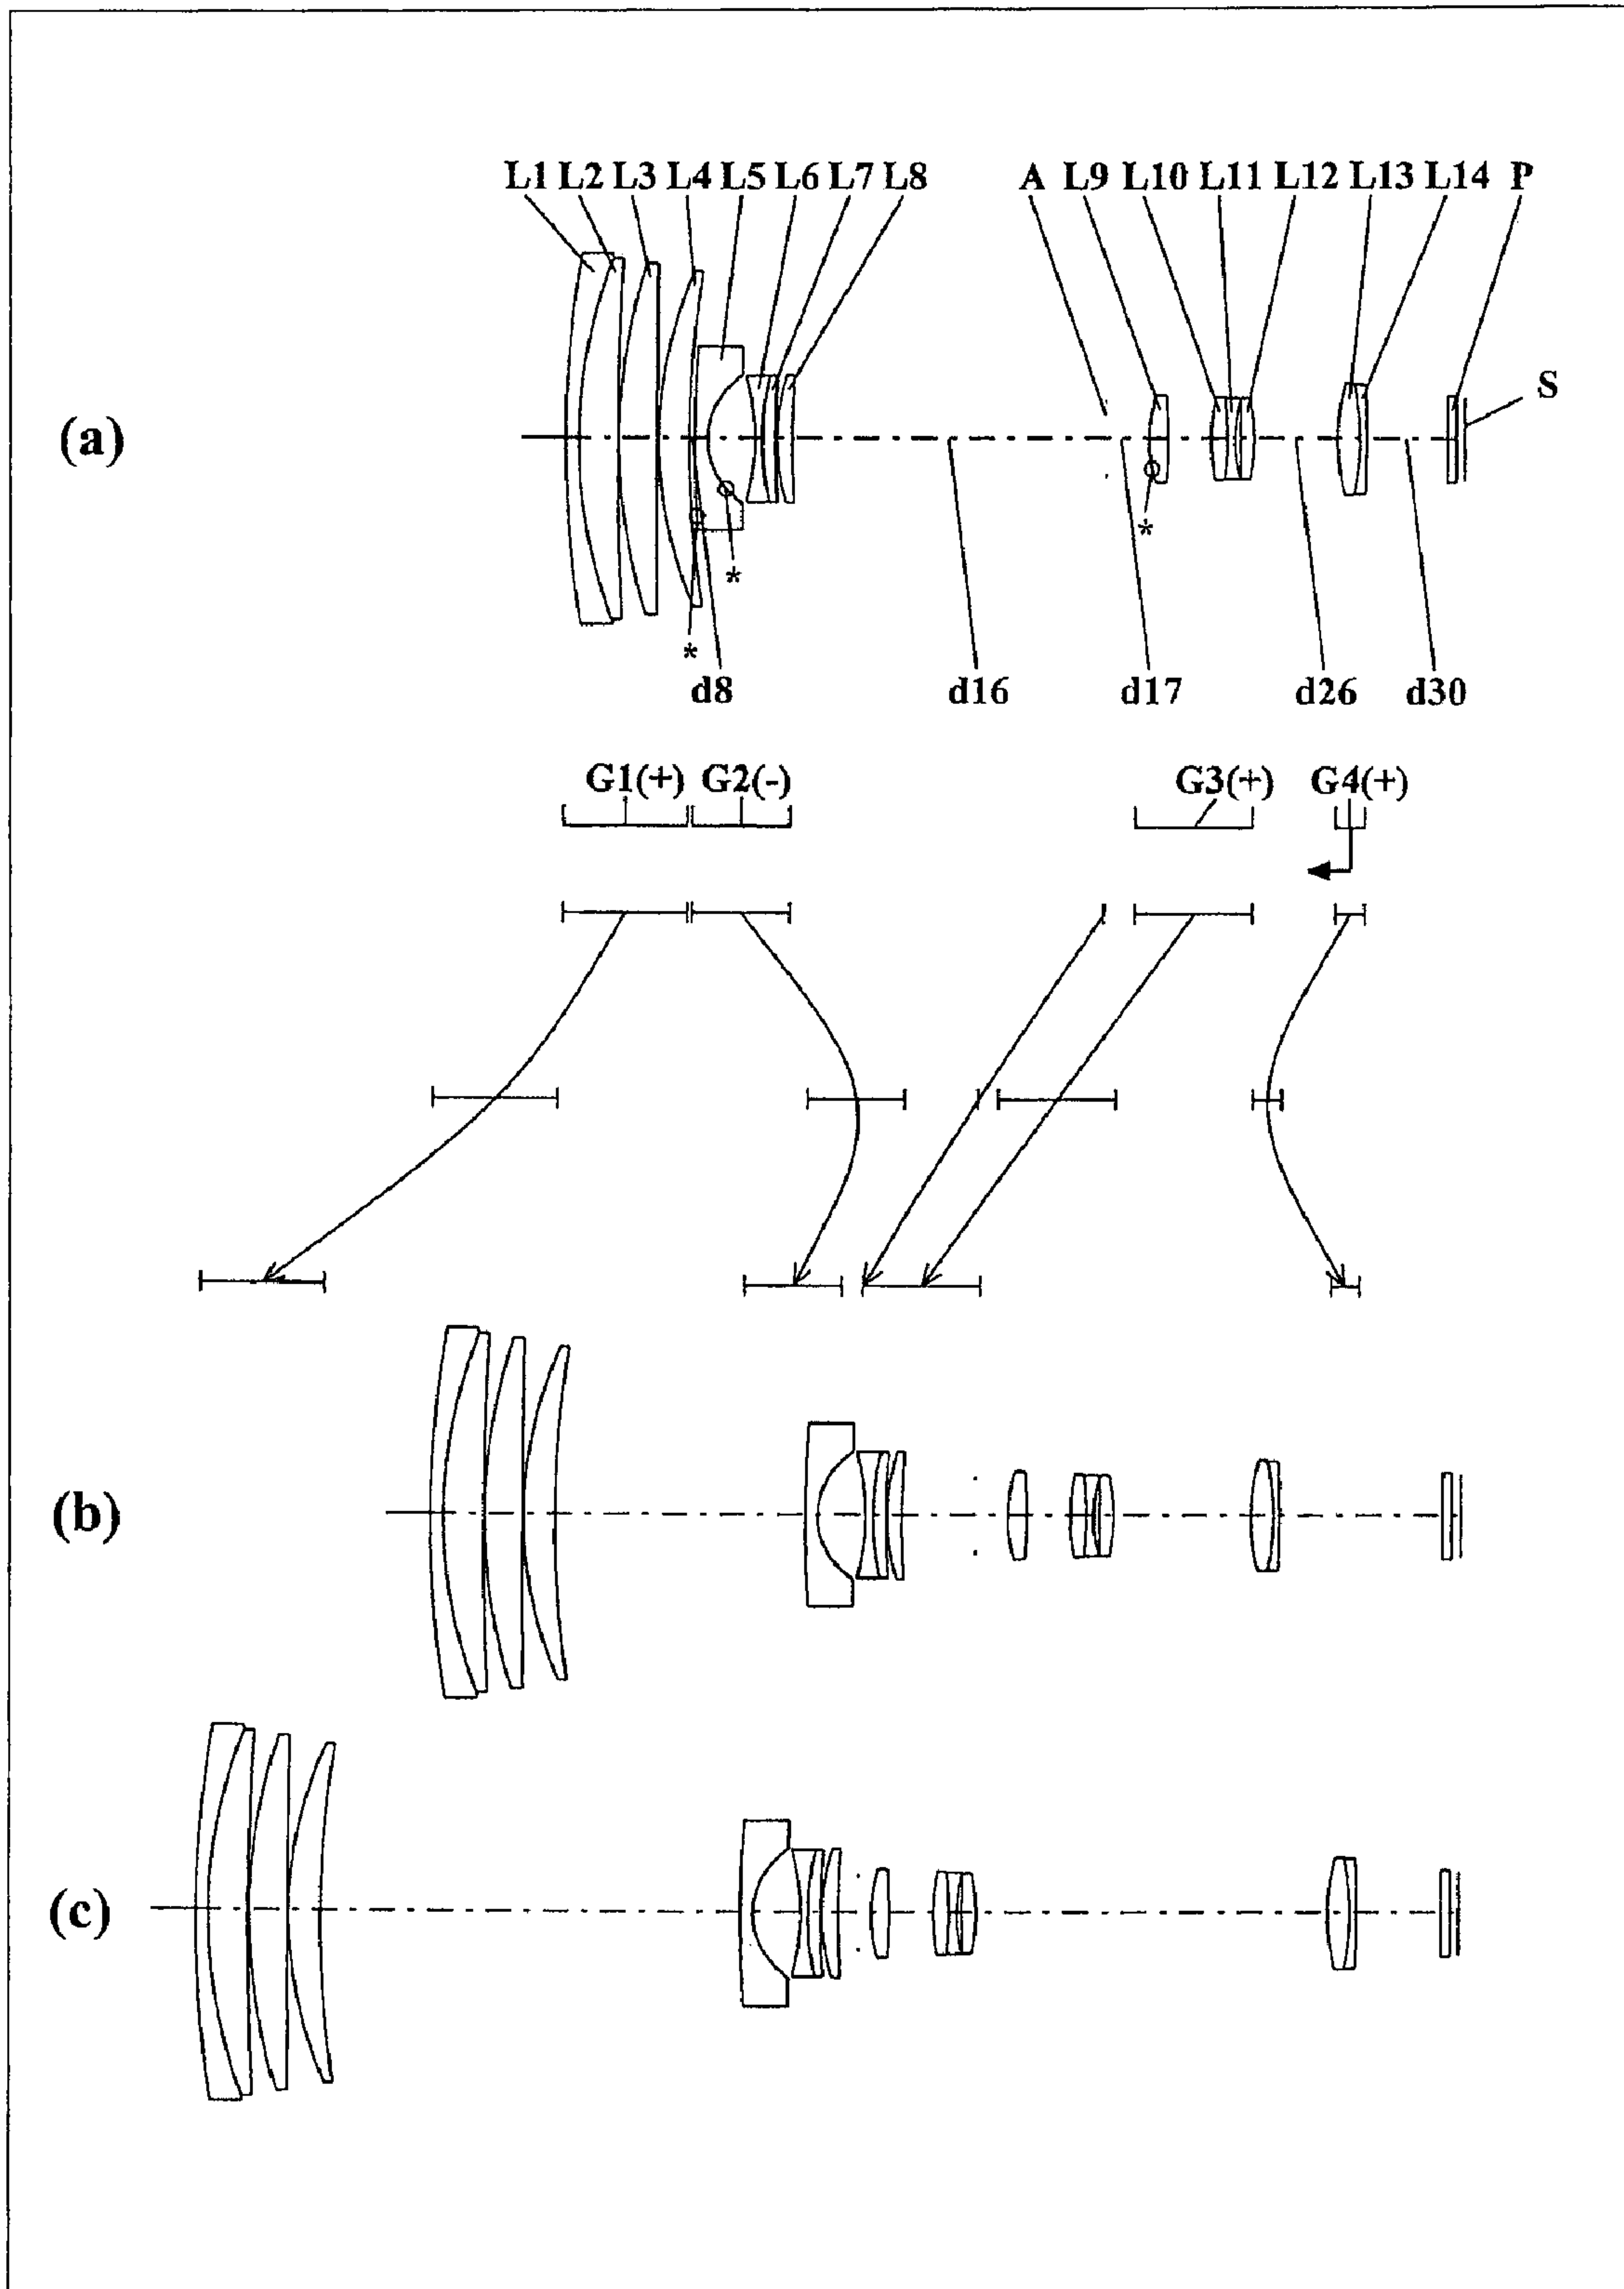 L1 L2 L3 L4 L5 L6 L7 L8 A L9 L10 L11 L12 L13 L14 P
S
(a)
*
*
*
d8 d16 d17 d26 d30
G1(+) G2(-) G3(+) G4(+)
(b)
(c)